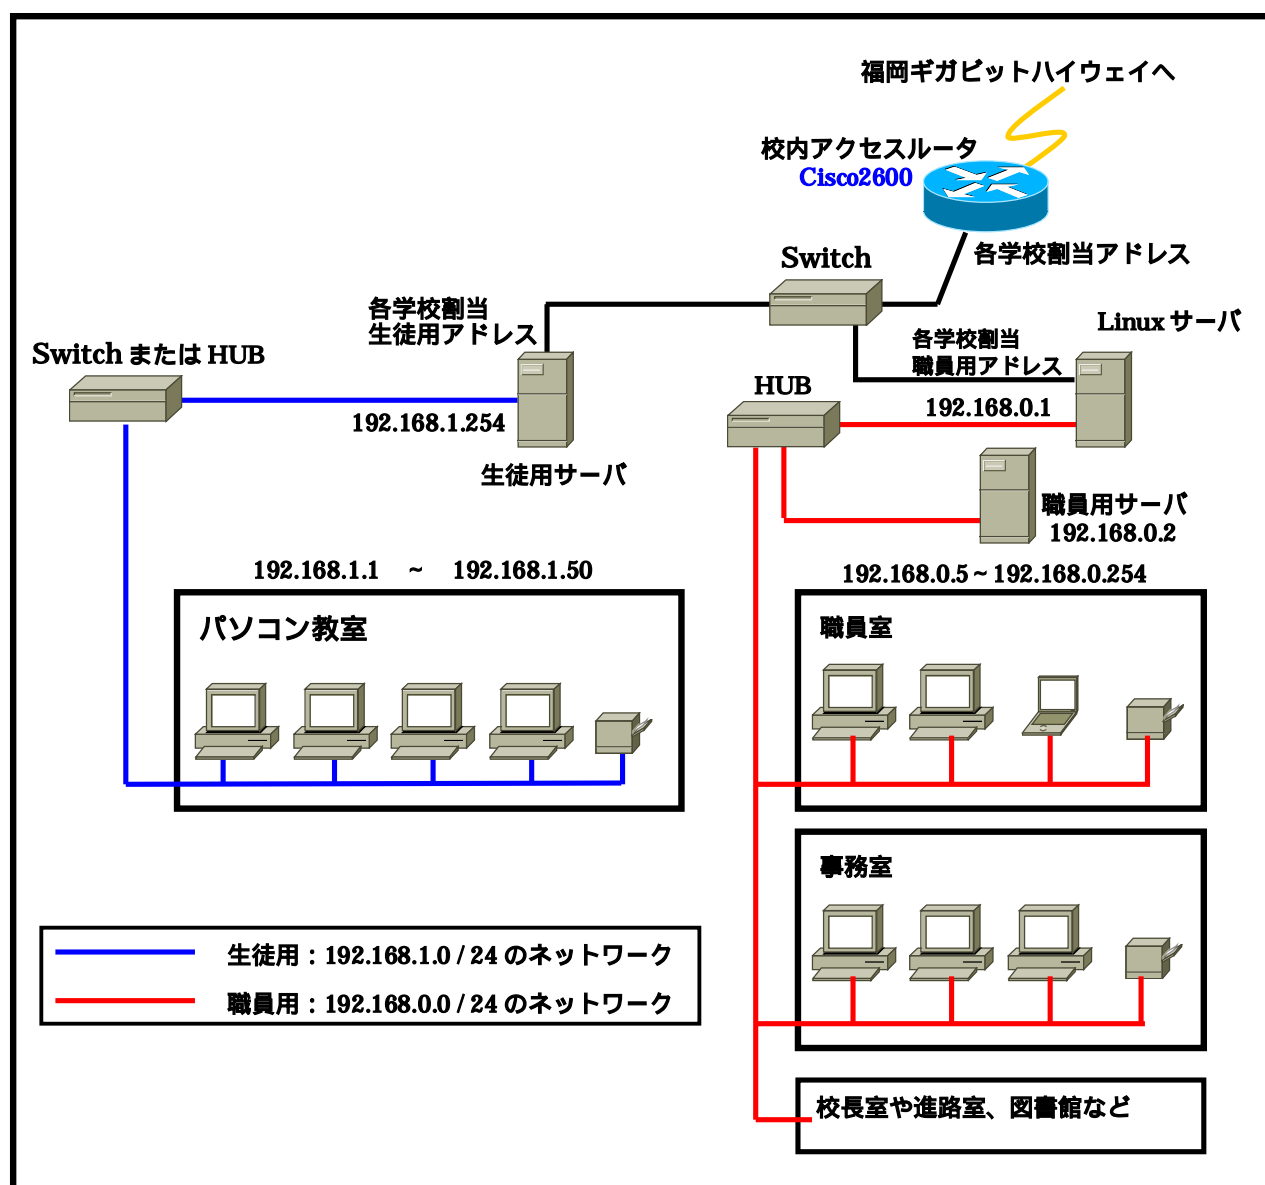 福岡ギガビットハイウェイへ
校内アクセスルータ
Cisco2600
各学校割当アドレス
Switch
各学校割当
生徒用アドレス
Linux サーバ
各学校割当
職員用アドレス
Switch または HUB
HUB
192.168.0.1
192.168.1.254
生徒用サーバ
職員用サーバ
192.168.0.2
192.168.1.1 ~ 192.168.1.50
192.168.0.5 ~ 192.168.0.254
パソコン教室
職員室
事務室
生徒用：192.168.1.0 / 24 のネットワーク
職員用：192.168.0.0 / 24 のネットワーク
校長室や進路室、図書館など